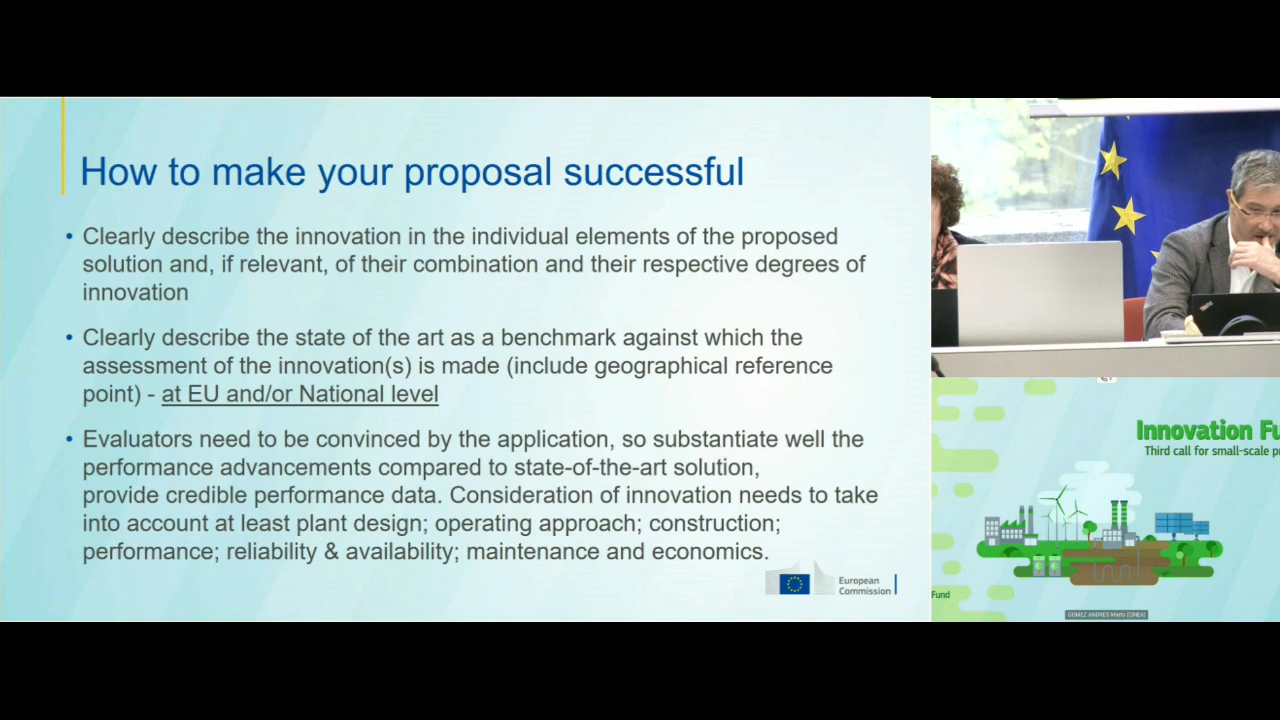 How to make your proposal successful
• Clearly describe the innovation in the individual elements of the proposed
solution and, if relevant, of their combination and their respective degrees of
innovation
• Clearly describe the state of the art as a benchmark against which the
assessment of the innovation(s) is made (include geographical reference
point) - at EU and/or National level
• Evaluators need to be convinced by the application, so substantiate well the
performance advancements compared to state-of-the-art solution,
provide credible performance data. Consideration of innovation needs to take
into account at least plant design; operating approach; construction;
performance; reliability & availability; maintenance and economics.
European
Commission
Innovation Fu
Third call for small-scale p
Fund
GOMEZ ANDRES Marta (CINEA)